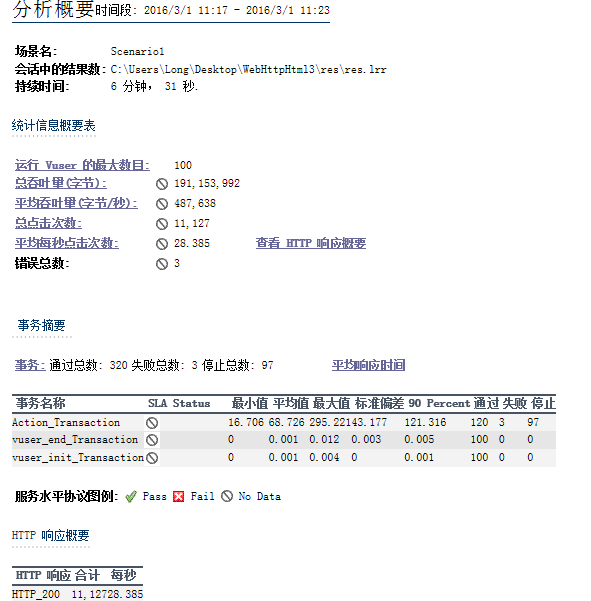 分析概要时间段: 2016/3/1 11:17 - 2016/3/1 11:23
场景名: Scenario1
会话中的结果数: C:\Users\Long\Desktop\WebHttpHtml3\res\res.lrr
持续时间: 6 分钟, 31 秒.
统计信息概要表
运行 Vuser 的最大数目: 100
总吞吐量(字节): 191,153,992
平均吞吐量(字节/秒): 487,638
总点击次数: 11,127
平均每秒点击次数: 28.385 查看 HTTP 响应概要
错误总数: 3
事务摘要
事务: 通过总数: 320 失败总数: 3 停止总数: 97 平均响应时间
事务名称 SLA Status 最小值 平均值 最大值 标准偏差 90 Percent 通过 失败 停止
Action_Transaction 16.706 68.726 295.221 43.177 121.316 120 3 97
vuser_end_Transaction 0 0.001 0.012 0.003 0.005 100 0 0
vuser_init_Transaction 0 0.001 0.004 0 0.001 100 0 0
服务水平协议图例: Pass Fail No Data
HTTP 响应概要
HTTP 响应 合计 每秒
HTTP_200 11,127 28.385